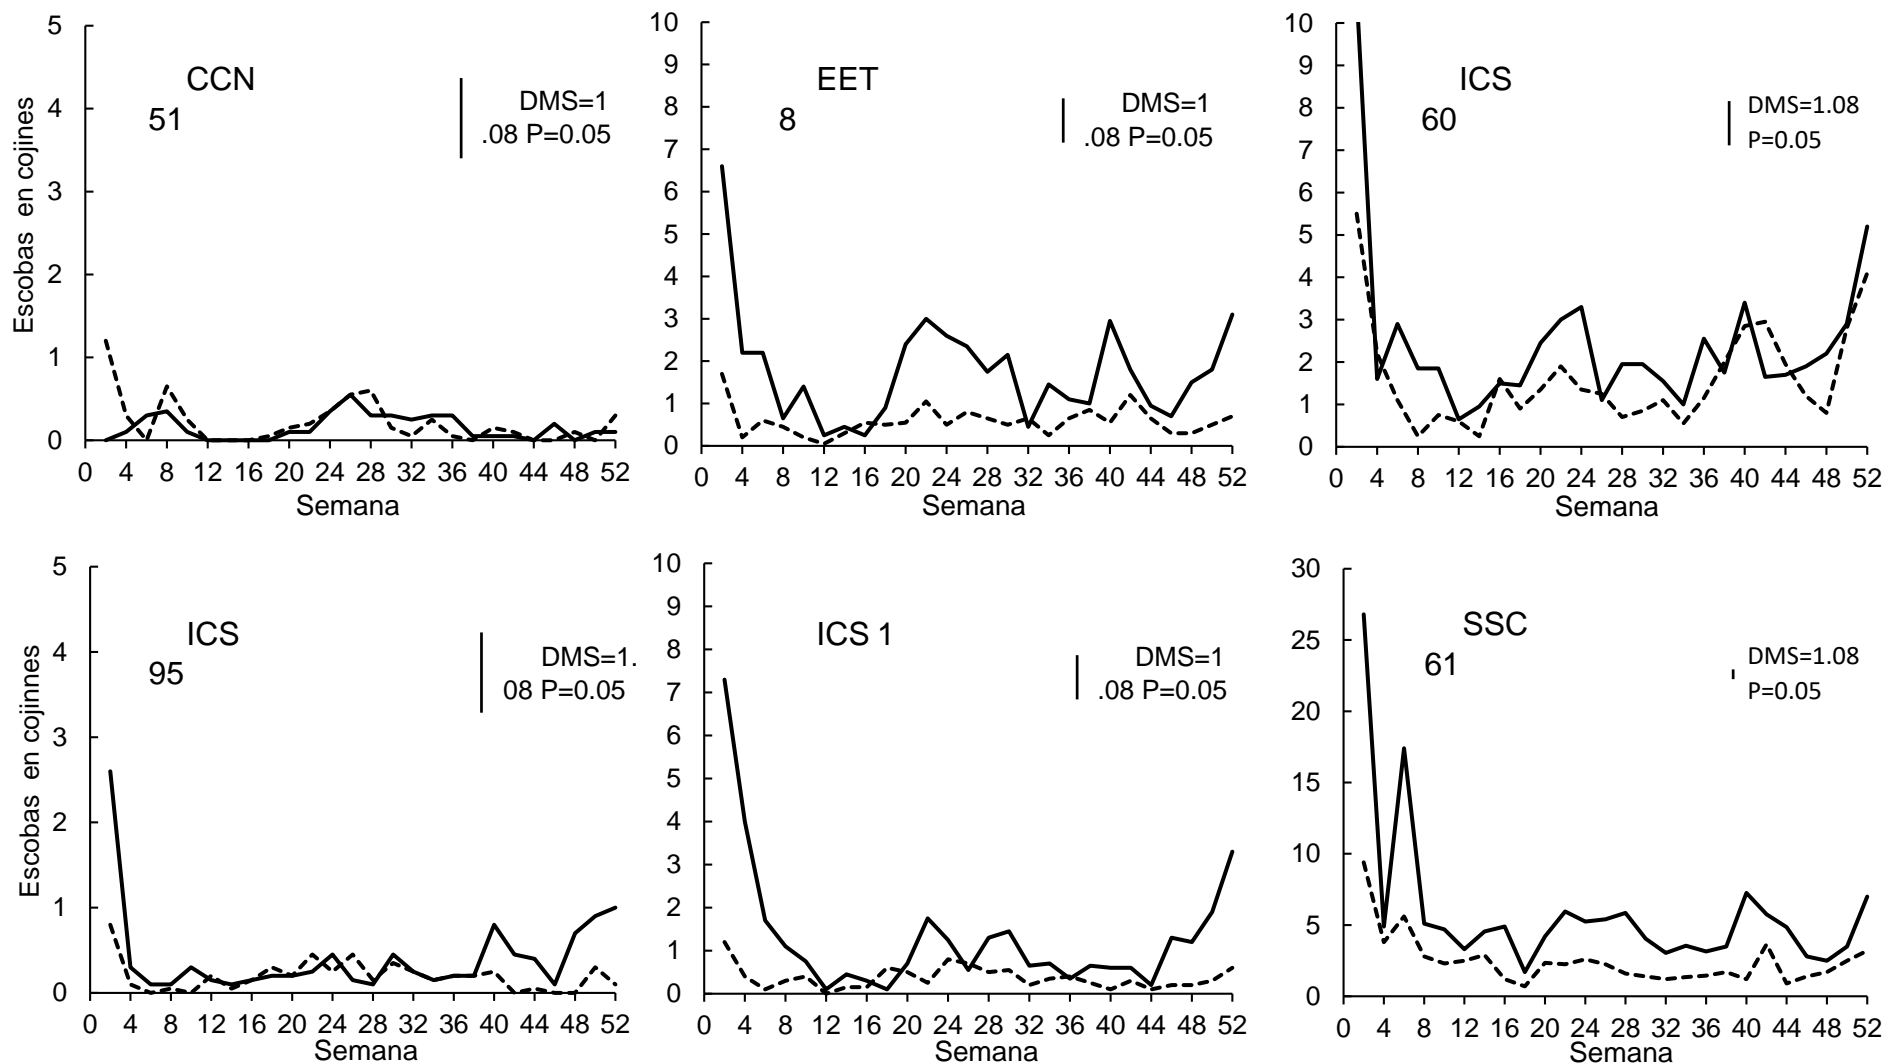 5
4
3
2
1
0
Escobas en cojines
CCN
51
DMS=1
.08 P=0.05
0 4 8 12 16 20 24 28 32 36 40 44 48 52
Semana
10
9
8
7
6
5
4
3
2
1
0
EET
8
DMS=1
.08 P=0.05
0 4 8 12 16 20 24 28 32 36 40 44 48 52
Semana
10
9
8
7
6
5
4
3
2
1
0
ICS
60
DMS=1.08
P=0.05
0 4 8 12 16 20 24 28 32 36 40 44 48 52
Semana
5
4
3
2
1
0
Escobas en cojinnes
ICS
95
DMS=1.
08 P=0.05
0 4 8 12 16 20 24 28 32 36 40 44 48 52
Semana
10
9
8
7
6
5
4
3
2
1
0
ICS 1
DMS=1
.08 P=0.05
0 4 8 12 16 20 24 28 32 36 40 44 48 52
Semana
30
25
20
15
10
5
0
SSC
61
DMS=1.08
P=0.05
0 4 8 12 16 20 24 28 32 36 40 44 48 52
Semana